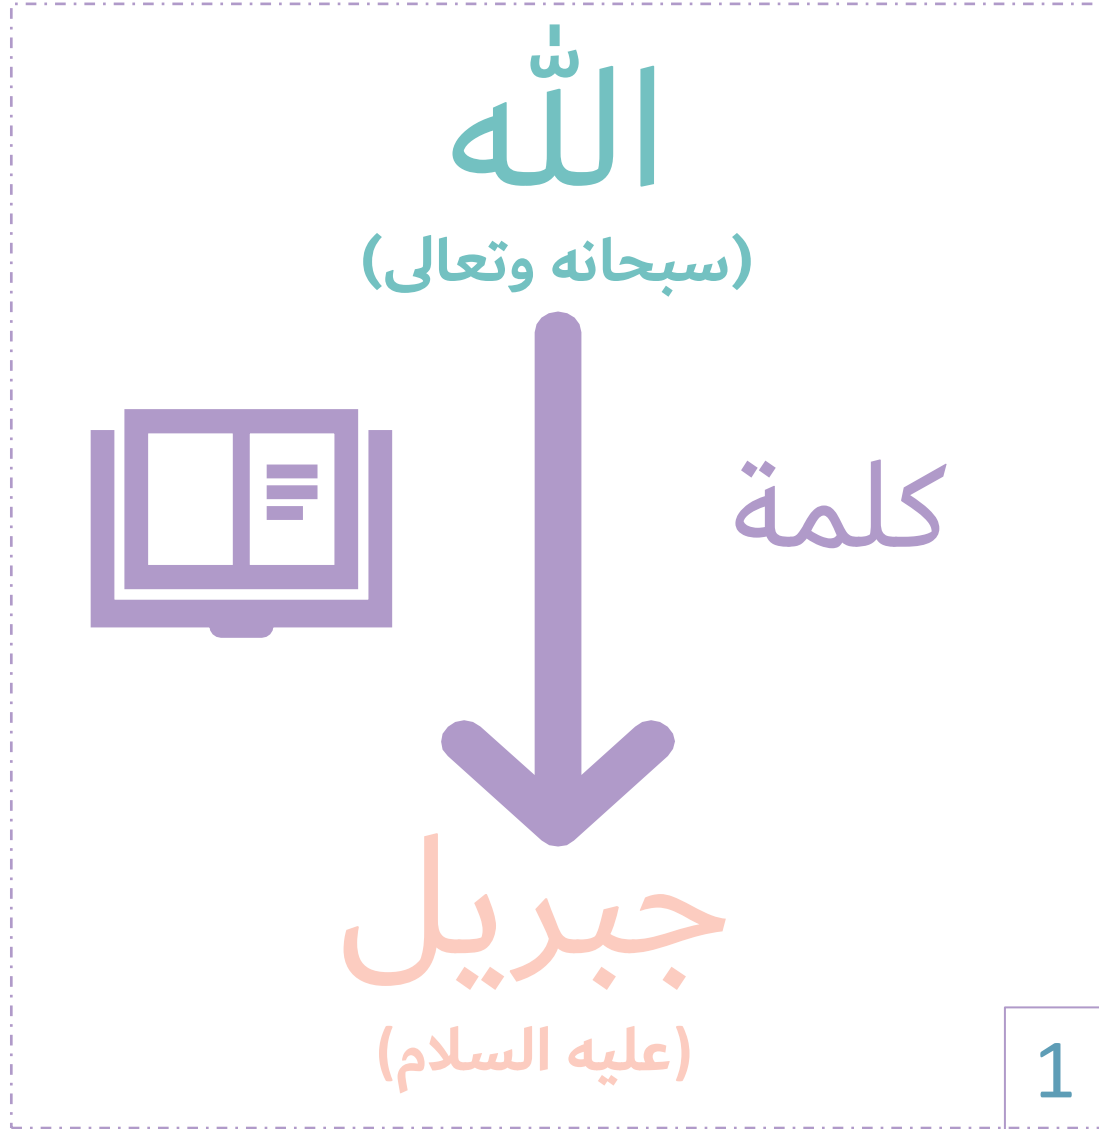 الله
(سبحانه وتعالى)
كلمة
جبريل
(عليه السلام)
1